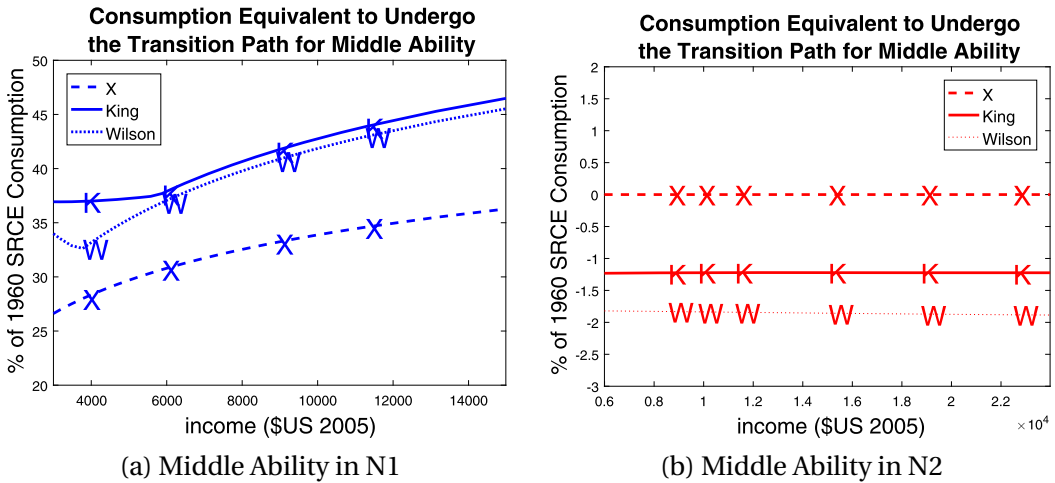 Consumption Equivalent to Undergo
the Transition Path for Middle Ability
% of 1960 SRCE Consumption
50
45
40
35
30
25
20
X
King
Wilson
K
K
K
K
W
W
W
W
X
X
X
X
4000
6000
8000
10000
12000
14000
income ($US 2005)
(a) Middle Ability in N1
Consumption Equivalent to Undergo
the Transition Path for Middle Ability
% of 1960 SRCE Consumption
2
1.5
1
0.5
0
-0.5
-1
-1.5
-2
-2.5
-3
X
King
Wilson
X X X X X X
K K K K K K
W W W W W W
0.6
0.8
1
1.2
1.4
1.6
1.8
2
2.2
×10⁴
income ($US 2005)
(b) Middle Ability in N2